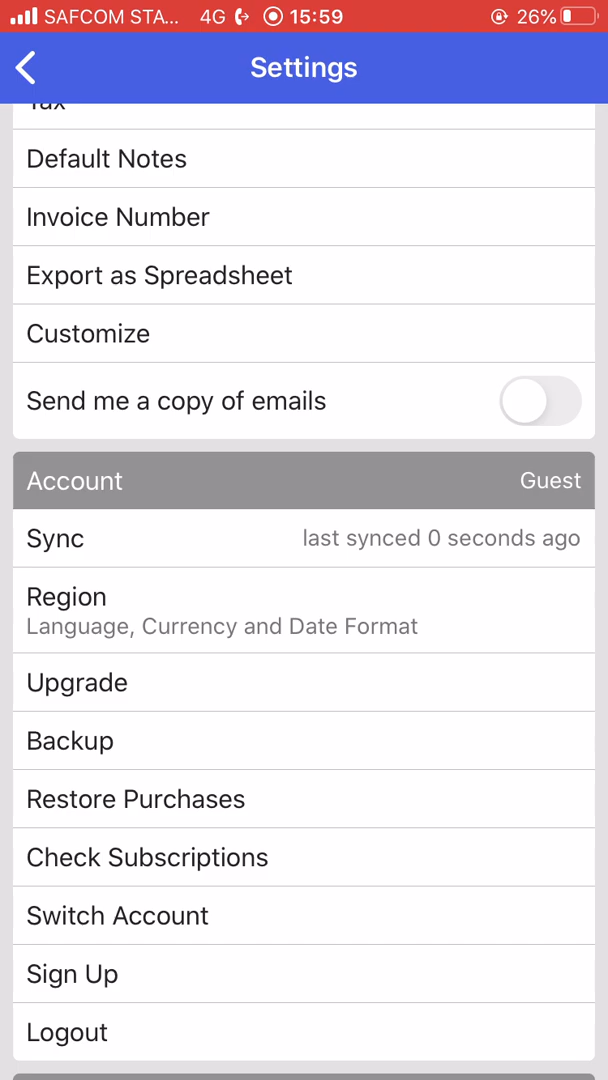 SAFCOM STA... 4G 15:59 26%
Settings
Tax
Default Notes
Invoice Number
Export as Spreadsheet
Customize
Send me a copy of emails
Account Guest
Sync last synced 0 seconds ago
Region
Language, Currency and Date Format
Upgrade
Backup
Restore Purchases
Check Subscriptions
Switch Account
Sign Up
Logout